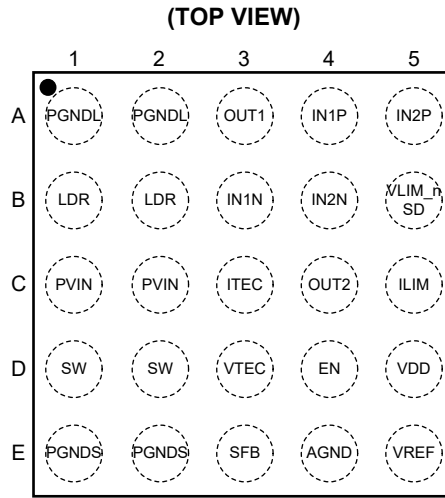 (TOP VIEW)
1 2 3 4 5
A PGNDL PGNDL OUT1 IN1P IN2P
B LDR LDR IN1N IN2N VLIM_n
SD
C PVIN PVIN ITEC OUT2 ILIM
D SW SW VTEC EN VDD
E PGNDS PGNDS SFB AGND VREF